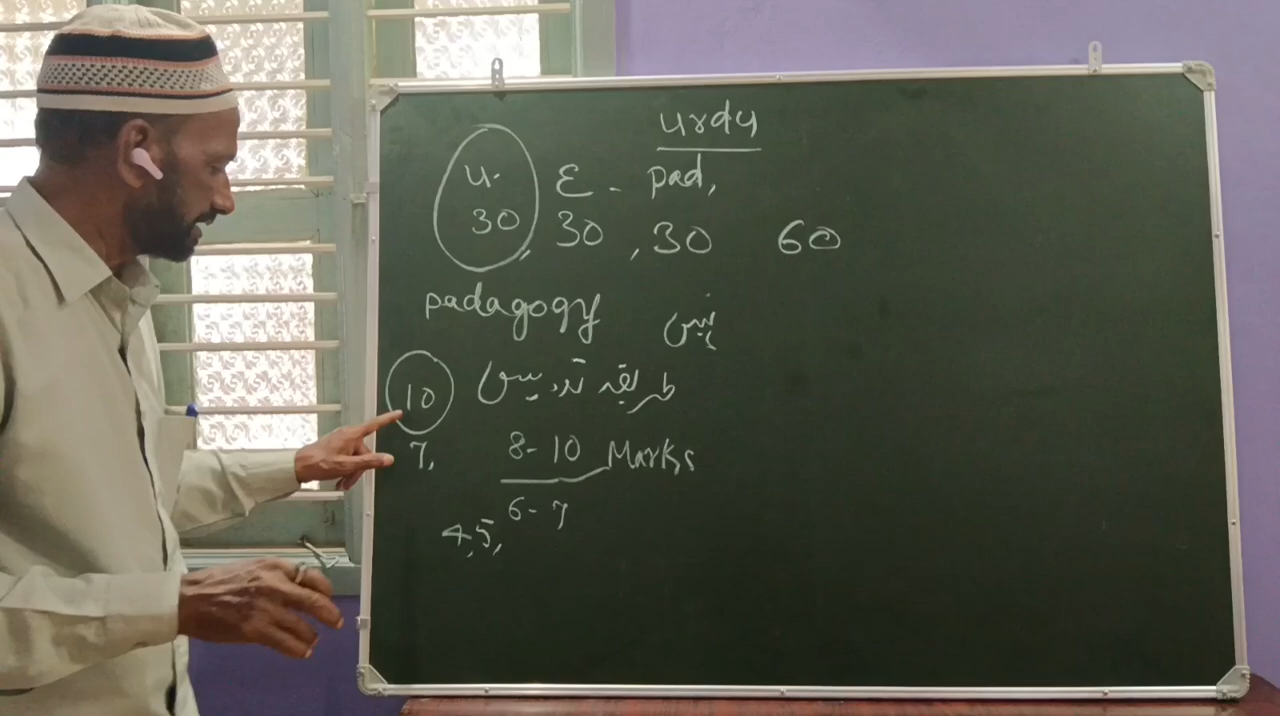 urdu
U. E - pad,
30, 30, 30 60
padagogy
10 طریقہ تدریس
7, 8-10 Marks
6-7
4,5,